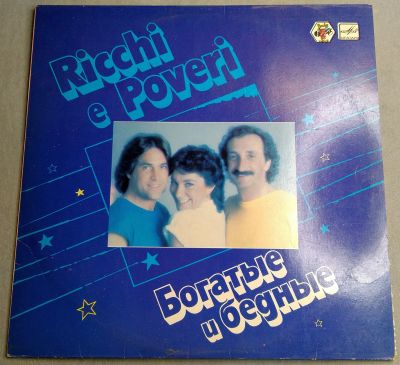 Ricchi
e Poveri
Богатые
и бедные